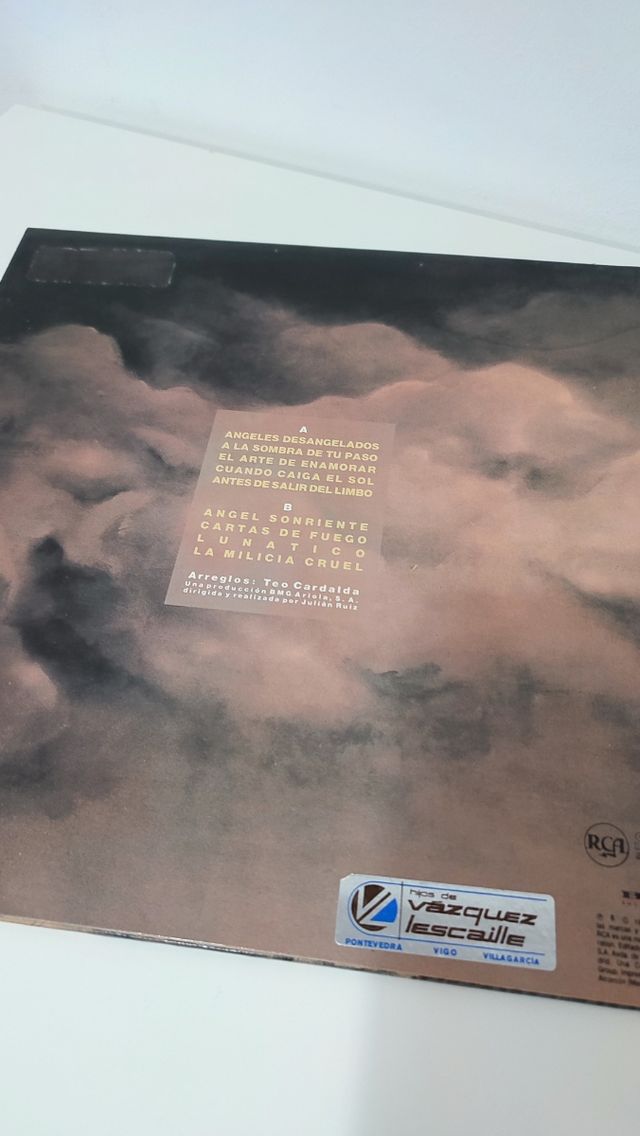 A
ANGELES DESANGELADOS
A LA SOMBRA DE TU PASO
EL ARTE DE ENAMORAR
CUANDO CAIGA EL SOL
ANTES DE SALIR DEL LIMBO
B
ANGEL SONRIENTE
CARTAS DE FUEGO
LUNATICO
LA MILICIA CRUEL
Arreglos: Teo Cardalda
Una producción BMG Ariola, S. A.
dirigida y realizada por Julián Ruiz
RCA
hijos de
vázquez
lescaille
PONTEVEDRA VIGO VILLAGARCIA